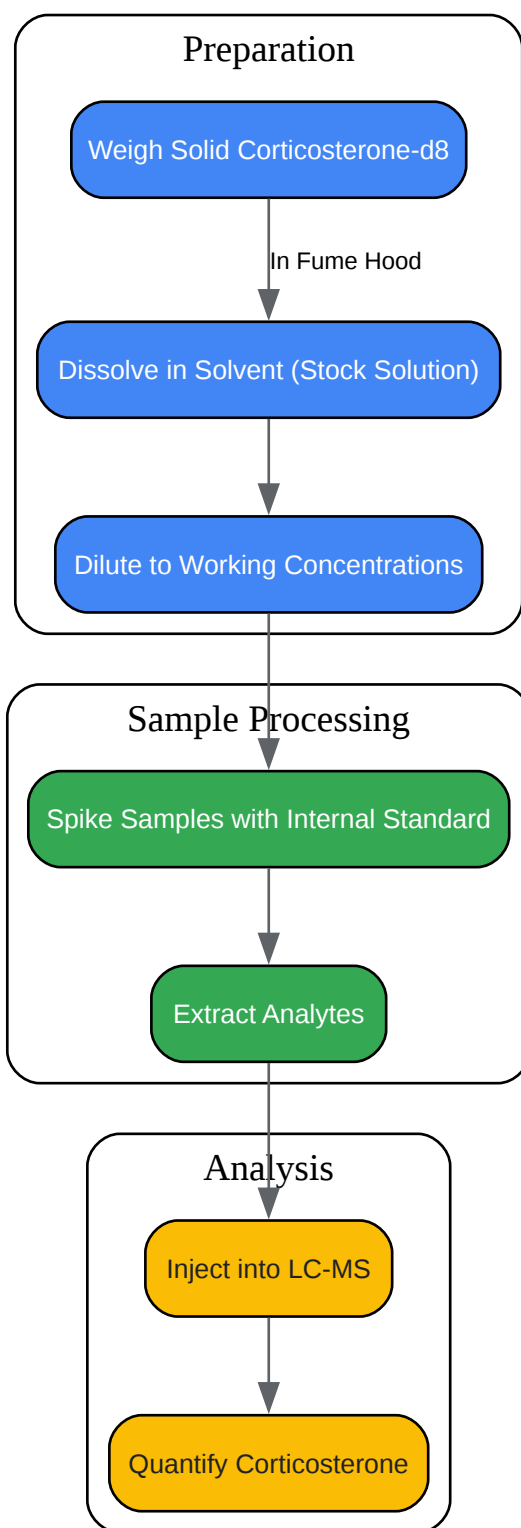 Preparation
Weigh Solid Corticosterone-d8
In Fume Hood
Dissolve in Solvent (Stock Solution)
Dilute to Working Concentrations
Sample Processing
Spike Samples with Internal Standard
Extract Analytes
Analysis
Inject into LC-MS
Quantify Corticosterone